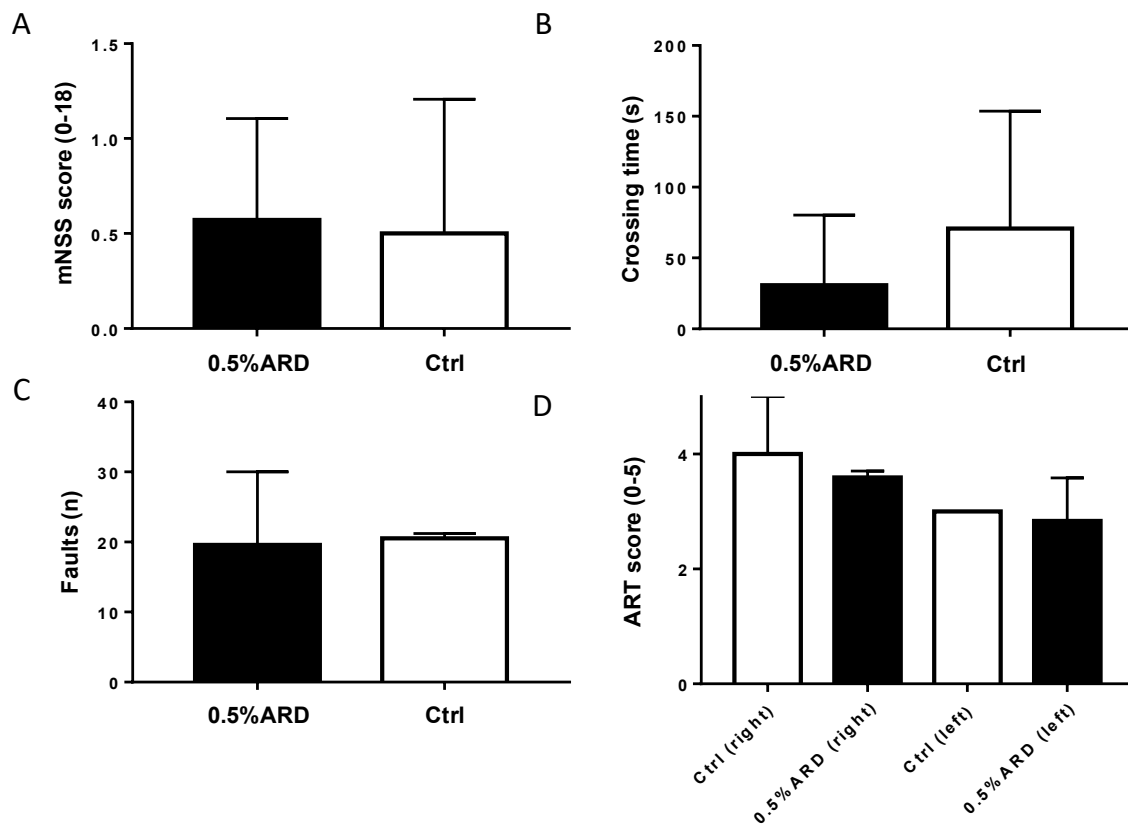 A
mNSS score (0-18)
1.5
1.0
0.5
0.0
0.5%ARD
Ctrl
B
Crossing time (s)
200
150
100
50
0
0.5%ARD
Ctrl
C
Faults (n)
40
30
20
10
0
0.5%ARD
Ctrl
D
ART score (0-5)
4
2
0
Ctrl (right)
0.5%ARD (right)
Ctrl (left)
0.5%ARD (left)